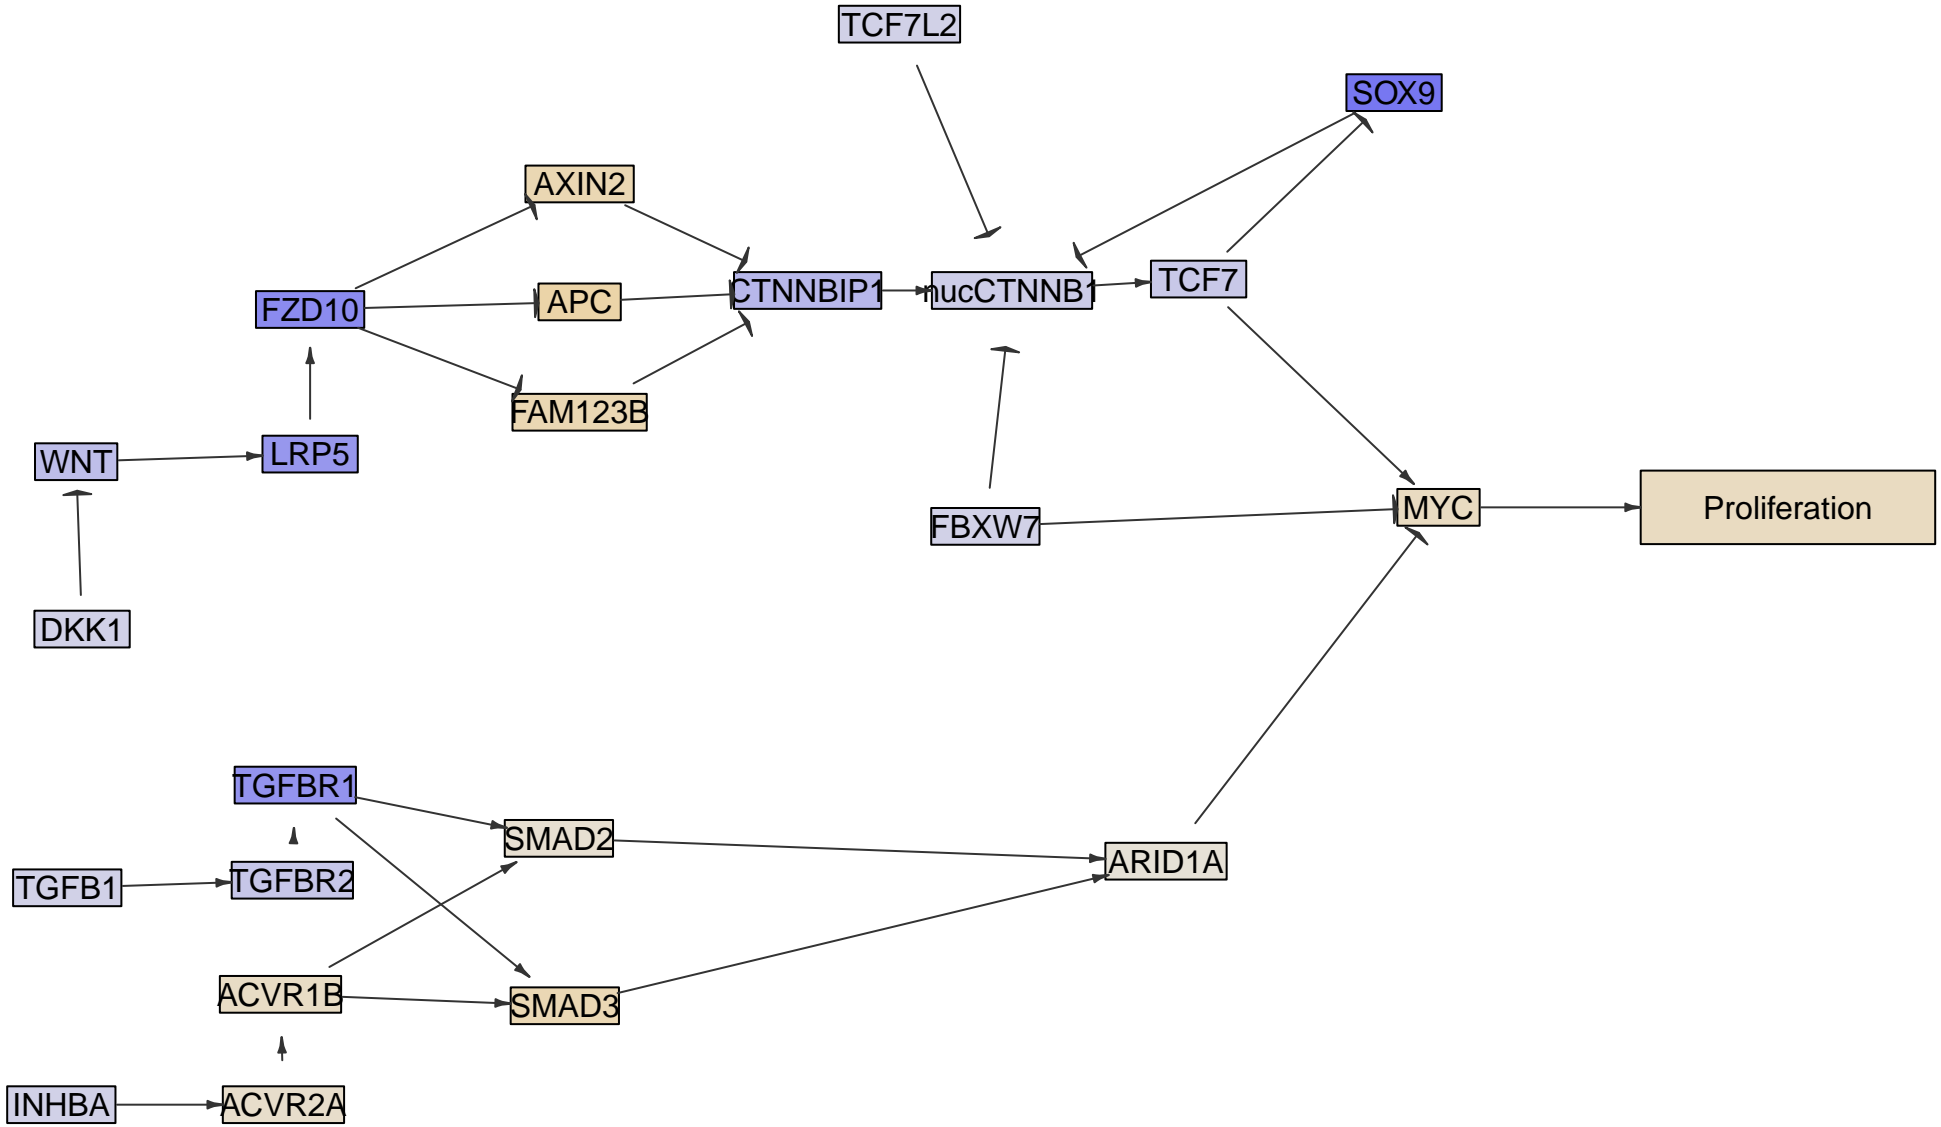 TCF7L2
SOX9
AXIN2
FZD10
APC
CTNNBIP1
nucCTNNB1
TCF7
FAM123B
WNT
LRP5
FBXW7
MYC
Proliferation
DKK1
TGFBR1
SMAD2
ARID1A
TGFB1
TGFBR2
ACVR1B
SMAD3
INHBA
ACVR2A